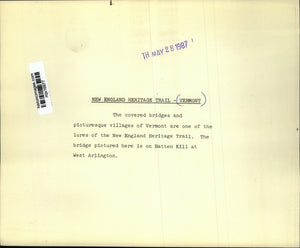 TH MAY 28 1987
NEW ENGLAND HERITAGE TRAIL - (VERMONT)
The covered bridges and
picturesque villages of Vermont are one of the
lures of the New England Heritage Trail. The
bridge pictured here is on Batten Kill at
West Arlington.